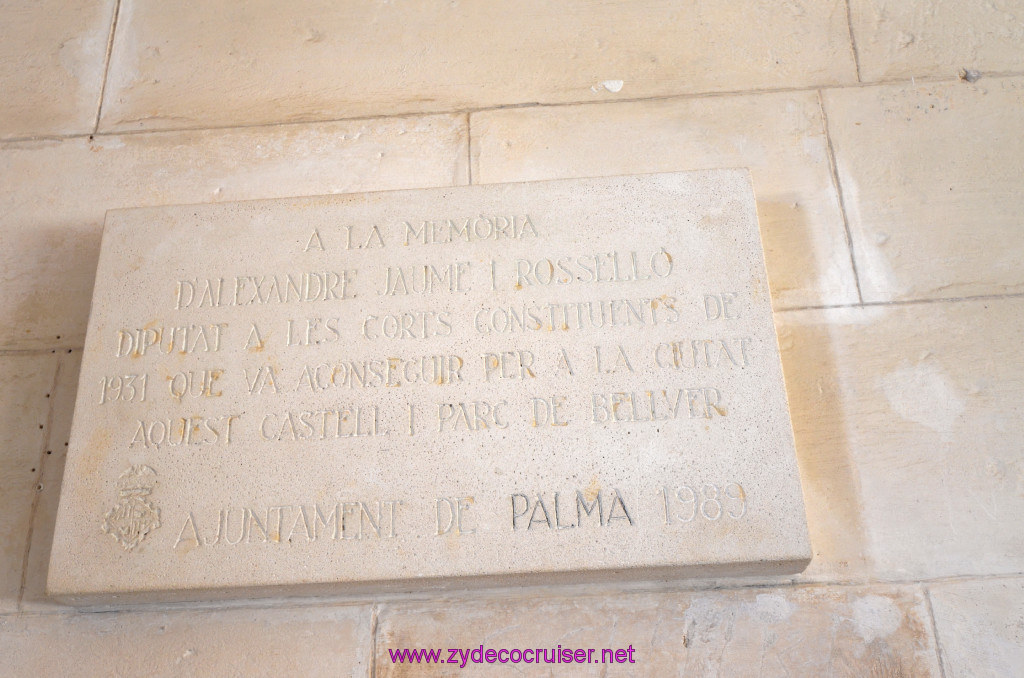 A LA MEMÒRIA
D'ALEXANDRE JAUME I ROSSELLÓ
DIPUTAT A LES CORTS CONSTITUENTS DE
1931 QUE VA ACONSEGUIR PER A LA CIUTAT
AQUEST CASTELL I PARC DE BELLVER
AJUNTAMENT DE PALMA 1989
www.zydecocruiser.net